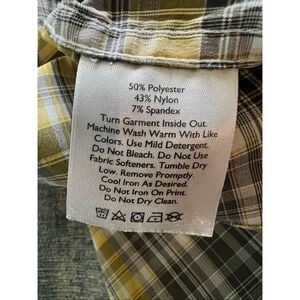 50% Polyester
43% Nylon
7% Spandex
Turn Garment Inside Out.
Machine Wash Warm With Like
Colors. Use Mild Detergent.
Do Not Bleach. Do Not Use
Fabric Softeners. Tumble Dry
Low. Remove Promptly.
Cool Iron As Desired.
Do Not Iron On Print.
Do Not Dry Clean.